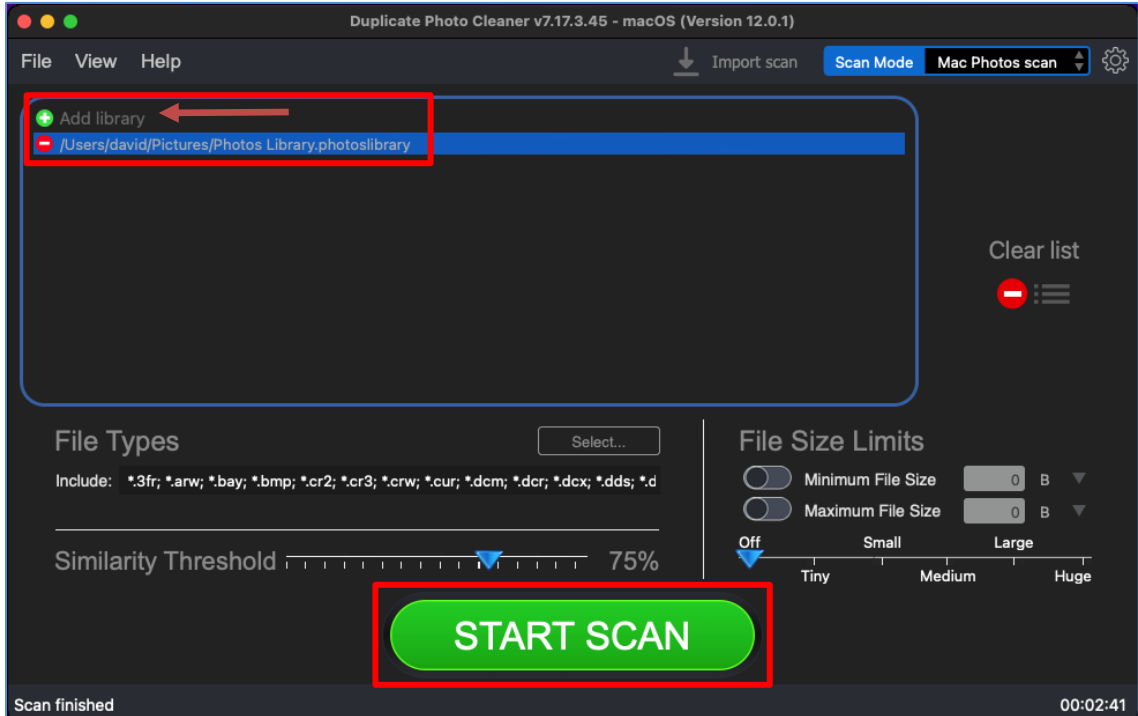 Duplicate Photo Cleaner v7.17.3.45 - macOS (Version 12.0.1)
File View Help Import scan Scan Mode Mac Photos scan
Add library
/Users/david/Pictures/Photos Library.photoslibrary
Clear list
File Types Select... File Size Limits
Include: *.3fr; *.arw; *.bay; *.bmp; *.cr2; *.cr3; *.crw; *.cur; *.dcm; *.dcr; *.dcx; *.dds; *.d
Minimum File Size 0 B
Maximum File Size 0 B
Off Small Large
Similarity Threshold 75%
Tiny Medium Huge
START SCAN
Scan finished 00:02:41